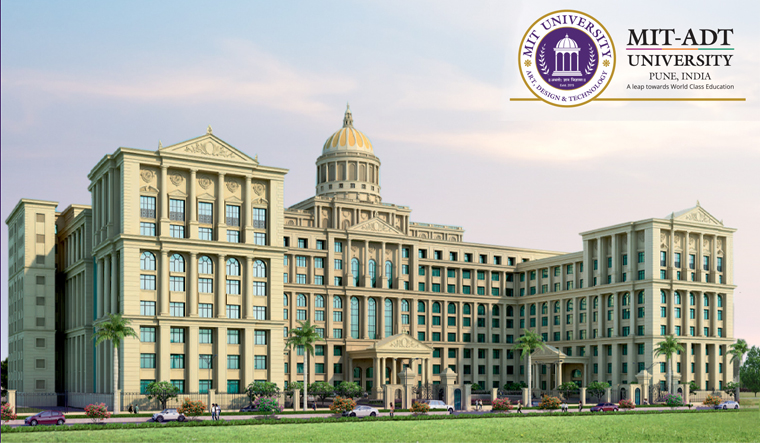 MIT UNIVERSITY
ART, DESIGN & TECHNOLOGY
MIT-ADT
UNIVERSITY
PUNE, INDIA
A leap towards World Class Education